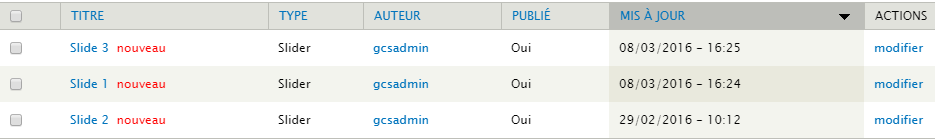 TITRE TYPE AUTEUR PUBLIÉ MIS À JOUR ACTIONS
Slide 3 nouveau Slider gcsadmin Oui 08/03/2016 - 16:25 modifier
Slide 1 nouveau Slider gcsadmin Oui 08/03/2016 - 16:24 modifier
Slide 2 nouveau Slider gcsadmin Oui 29/02/2016 - 10:12 modifier